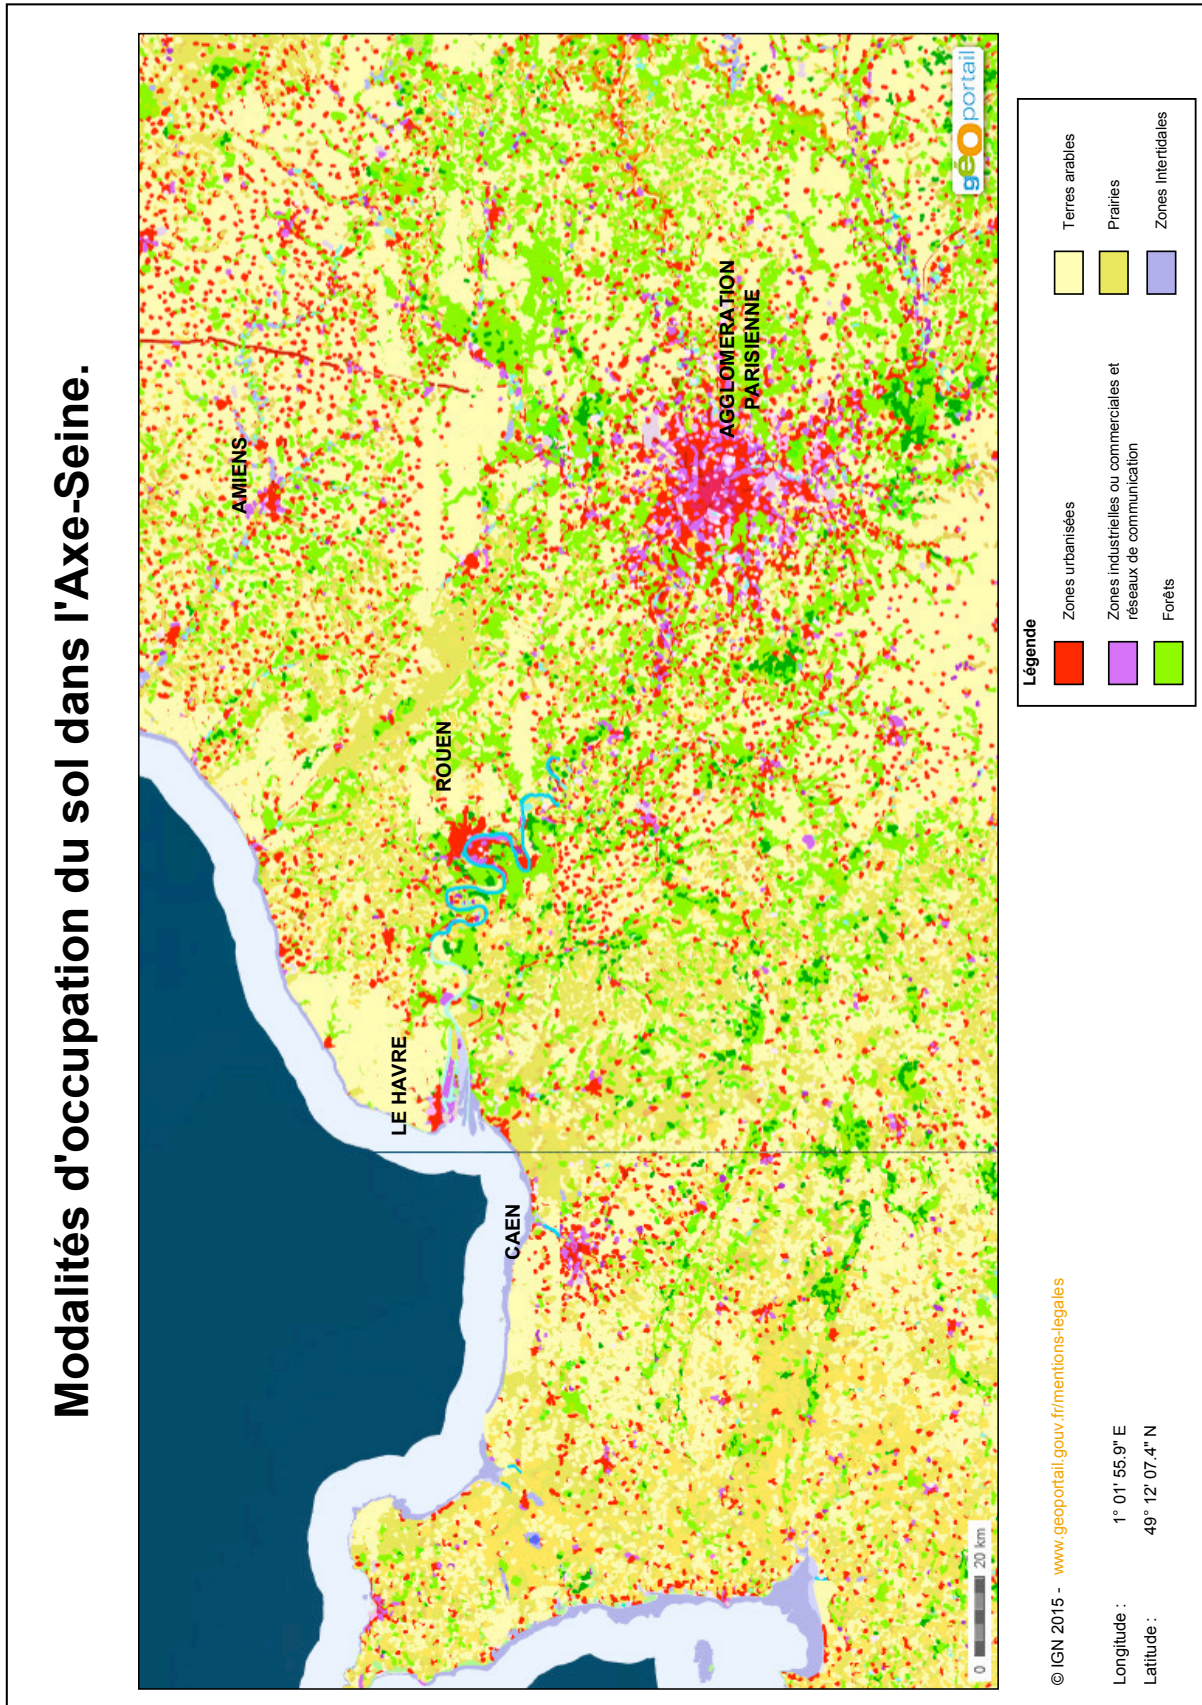 Modalités d'occupation du sol dans l'Axe-Seine.
AMIENS
ROUEN
LE HAVRE
CAEN
AGGLOMERATION
PARISIENNE
géOportail
0 20 km
© IGN 2015 - www.geoportail.gouv.fr/mentions-legales
Longitude : 1° 01' 55.9" E
Latitude : 49° 12' 07.4" N
Légende
Zones urbanisées
Zones industrielles ou commerciales et
réseaux de communication
Forêts
Terres arables
Prairies
Zones Intertidales